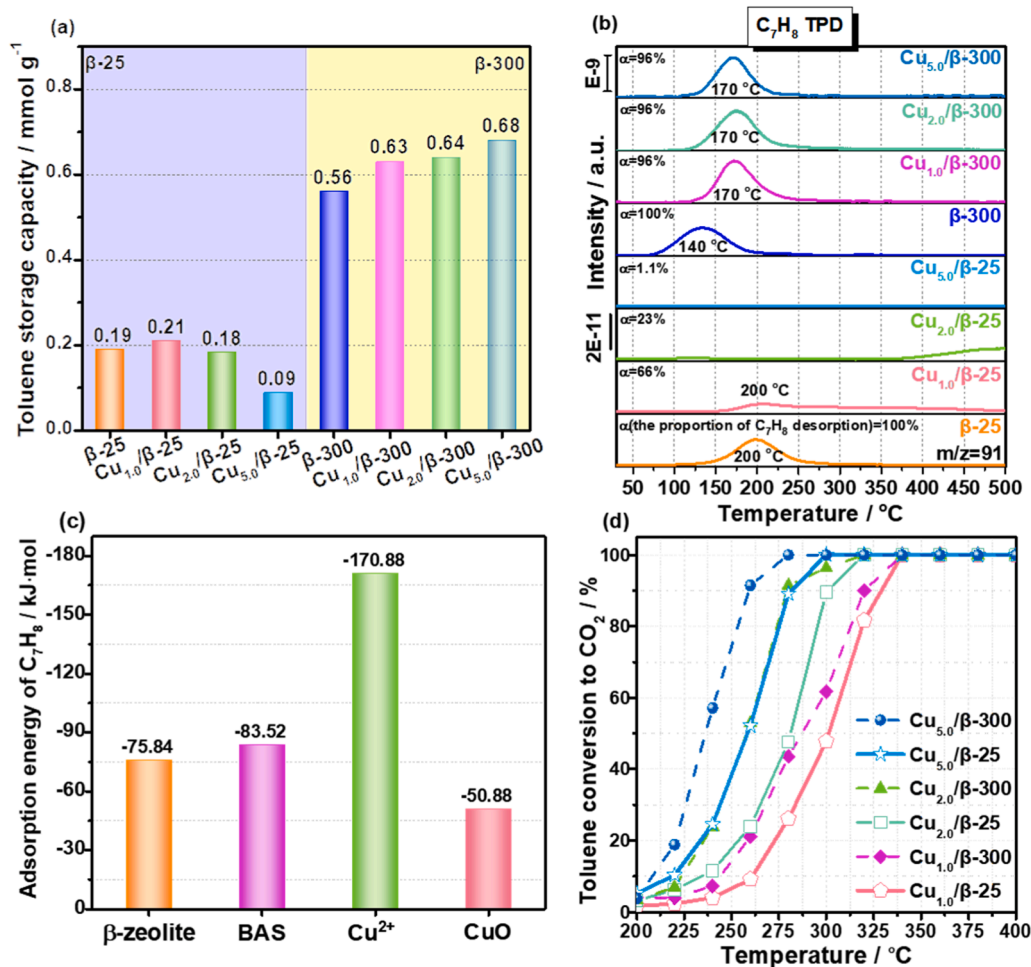 (a)
β-25
β-300
Toluene storage capacity / mmol g⁻¹
0.8
0.6
0.4
0.2
0.0
0.19
0.21
0.18
0.09
0.56
0.63
0.64
0.68
β-25
Cu₁.₀/β-25
Cu₂.₀/β-25
Cu₅.₀/β-25
β-300
Cu₁.₀/β-300
Cu₂.₀/β-300
Cu₅.₀/β-300
(b)
C₇H₈ TPD
Intensity / a.u.
E-9
2E-11
α=96%
170 °C
Cu₅.₀/β-300
α=96%
170 °C
Cu₂.₀/β-300
α=96%
170 °C
Cu₁.₀/β-300
α=100%
140 °C
β-300
α=1.1%
Cu₅.₀/β-25
α=23%
Cu₂.₀/β-25
α=66%
200 °C
Cu₁.₀/β-25
α(the proportion of C₇H₈ desorption)=100%
β-25
200 °C
m/z=91
50 100 150 200 250 300 350 400 450 500
Temperature / °C
(c)
Adsorption energy of C₇H₈ / kJ·mol
-180
-150
-120
-90
-60
-30
0
-75.84
-83.52
-170.88
-50.88
β-zeolite BAS Cu²⁺ CuO
(d)
Toluene conversion to CO₂ / %
100
80
60
40
20
0
Cu₅.₀/β-300
Cu₅.₀/β-25
Cu₂.₀/β-300
Cu₂.₀/β-25
Cu₁.₀/β-300
Cu₁.₀/β-25
200 225 250 275 300 325 350 375 400
Temperature / °C